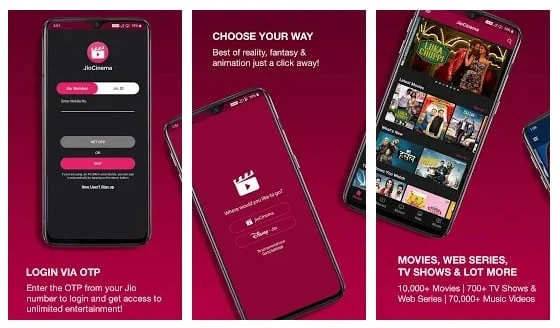 JioCinema
Jio Number
Jio ID
Enter Mobile No.
GET OTP
OR
SKIP
New User? Sign up
LOGIN VIA OTP
Enter the OTP from your Jio
number to login and get access to
unlimited entertainment!
CHOOSE YOUR WAY
Best of reality, fantasy &
animation just a click away!
Where would you like to go?
JioCinema
Disney Jio
JioCinema
LUKA
CHUPPI
Latest Movies
What's New
MOVIES, WEB SERIES,
TV SHOWS & LOT MORE
10,000+ Movies | 700+ TV Shows &
Web Series | 70,000+ Music Videos